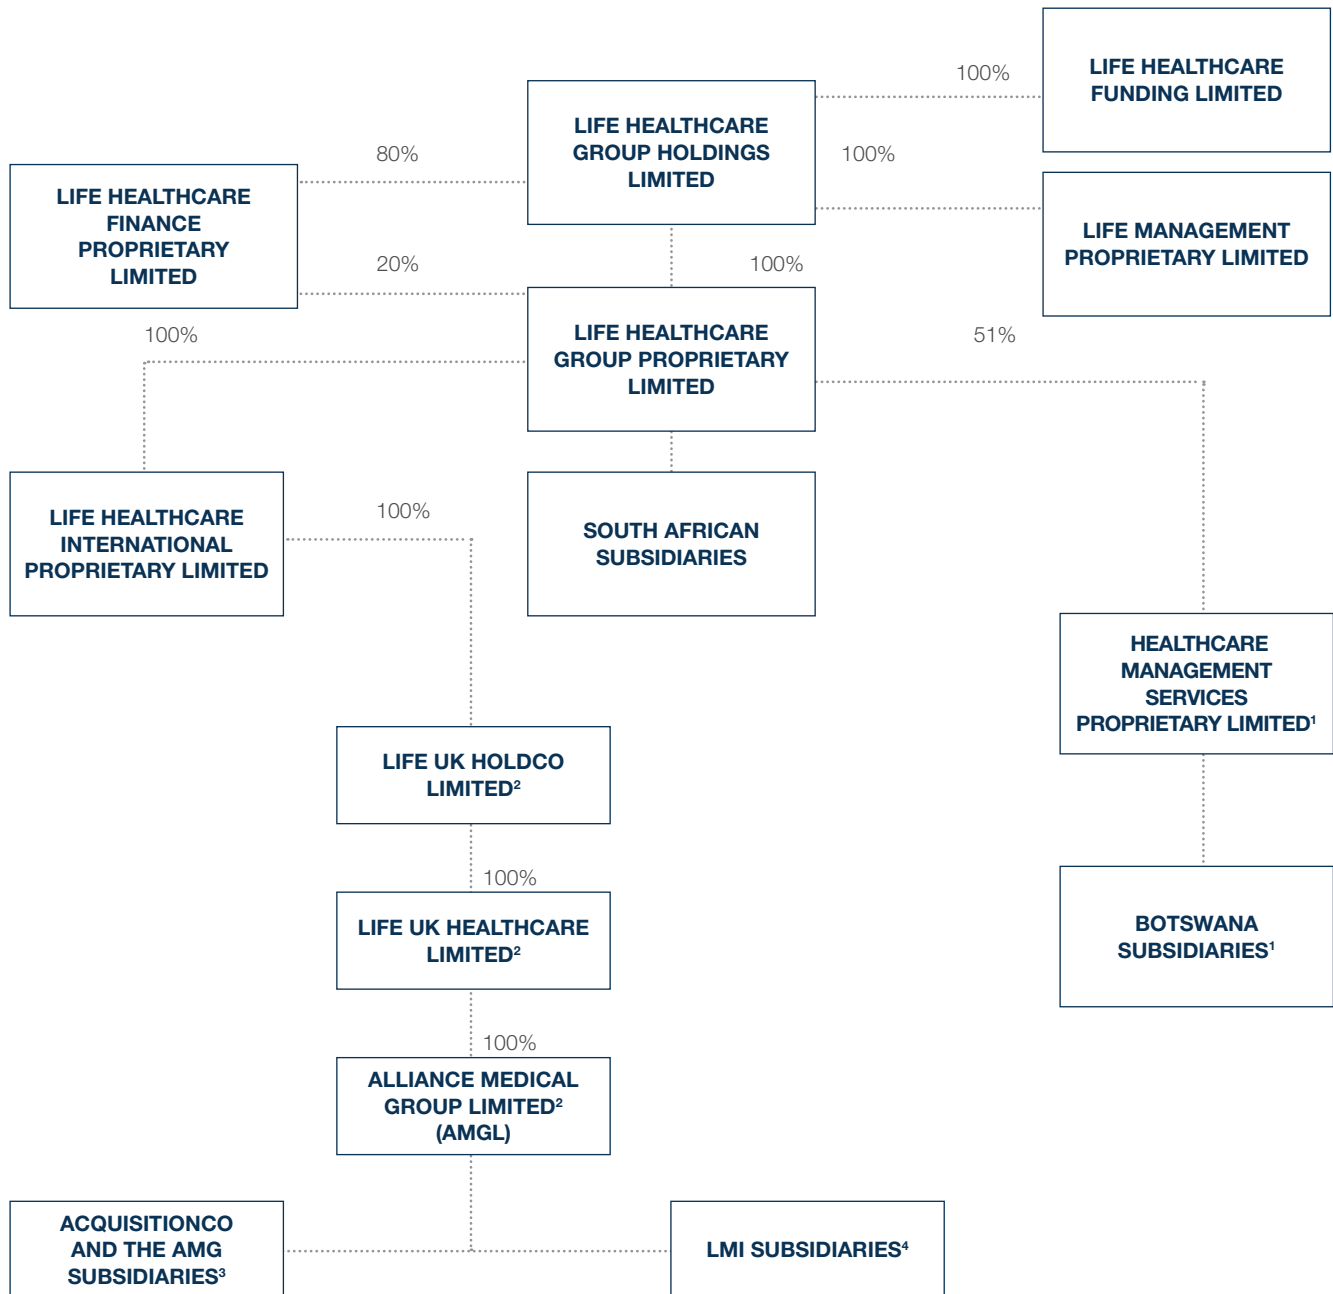 100%
LIFE HEALTHCARE
FUNDING LIMITED
LIFE HEALTHCARE
GROUP HOLDINGS
LIMITED
80%
100%
LIFE HEALTHCARE
FINANCE
PROPRIETARY
LIMITED
LIFE MANAGEMENT
PROPRIETARY LIMITED
20%
100%
100%
LIFE HEALTHCARE
GROUP PROPRIETARY
LIMITED
51%
LIFE HEALTHCARE
INTERNATIONAL
PROPRIETARY LIMITED
100%
SOUTH AFRICAN
SUBSIDIARIES
HEALTHCARE
MANAGEMENT
SERVICES
PROPRIETARY LIMITED¹
LIFE UK HOLDCO
LIMITED²
100%
LIFE UK HEALTHCARE
LIMITED²
BOTSWANA
SUBSIDIARIES¹
100%
ALLIANCE MEDICAL
GROUP LIMITED²
(AMGL)
ACQUISITIONCO
AND THE AMG
SUBSIDIARIES³
LMI SUBSIDIARIES⁴